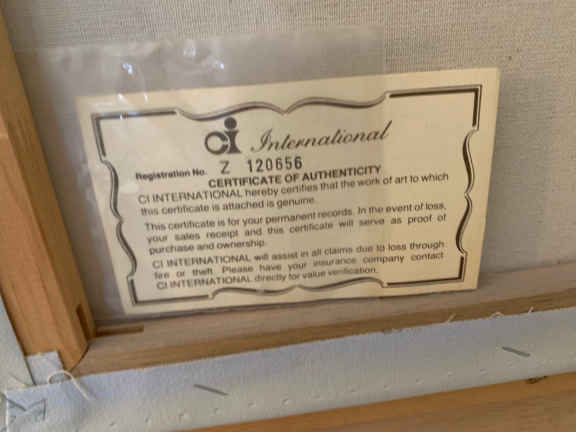 Ci International
Registration No. Z 120656
CERTIFICATE OF AUTHENTICITY
CI INTERNATIONAL hereby certifies that the work of art to which
this certificate is attached is genuine.
This certificate is for your permanent records. In the event of loss,
your sales receipt and this certificate will serve as proof of
purchase and ownership.
CI INTERNATIONAL will assist in all claims due to loss through
fire or theft. Please have your insurance company contact
CI INTERNATIONAL directly for value verification.